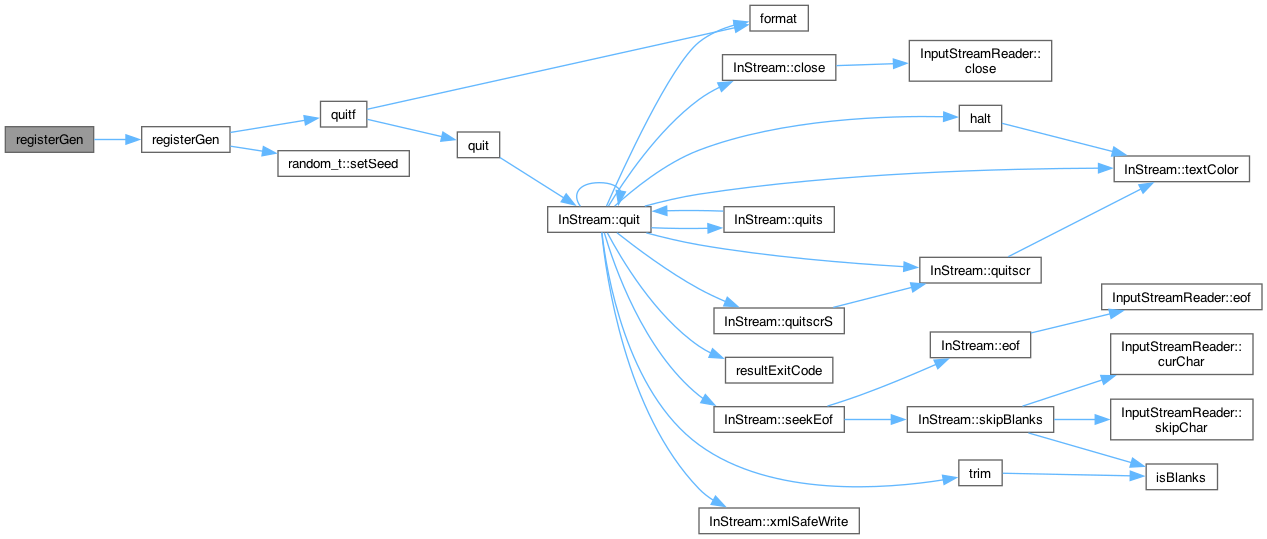 format
InStream::close
InputStreamReader::
close
quitf
halt
registerGen
registerGen
quit
random_t::setSeed
InStream::textColor
InStream::quit
InStream::quits
InStream::quitscr
InputStreamReader::eof
InStream::quitscrS
InStream::eof
InputStreamReader::
curChar
resultExitCode
InStream::seekEof
InStream::skipBlanks
InputStreamReader::
skipChar
trim
isBlanks
InStream::xmlSafeWrite